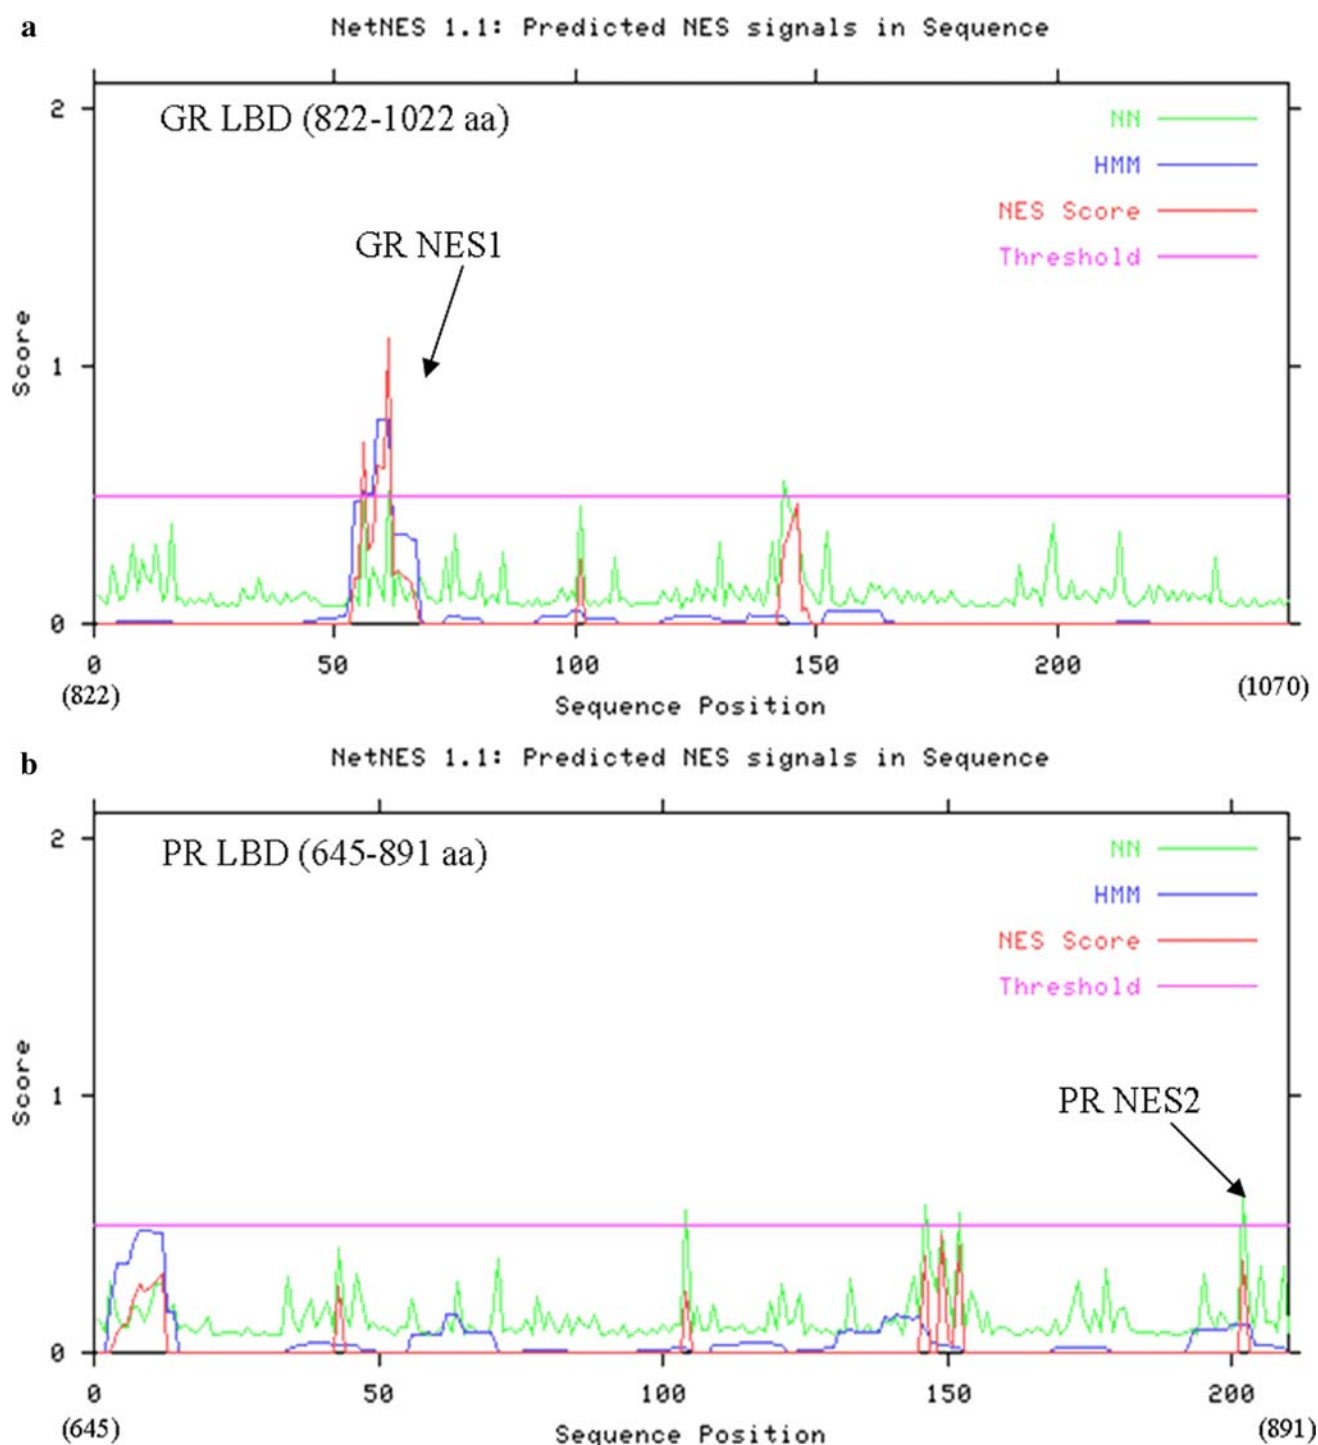 a
NetNES 1.1: Predicted NES signals in Sequence
2
GR LBD (822-1022 aa)
NN
HMM
NES Score
Threshold
GR NES1
Score
1
0
0 50 100 150 200
(822) (1070)
Sequence Position
b
NetNES 1.1: Predicted NES signals in Sequence
2
PR LBD (645-891 aa)
NN
HMM
NES Score
Threshold
Score
1
PR NES2
0
0 50 100 150 200
(645) (891)
Sequence Position